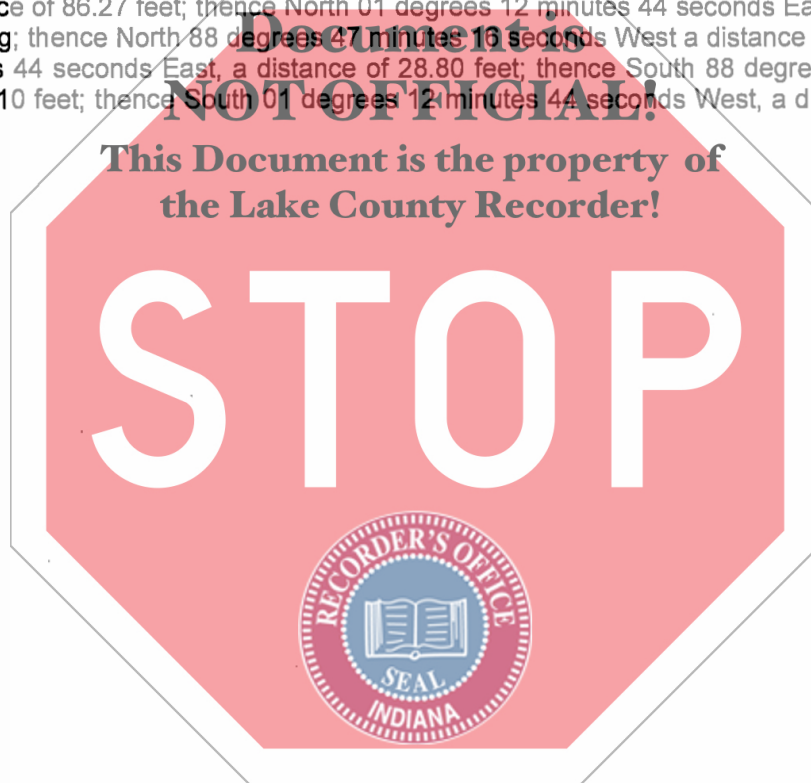 ce of 86.27 feet; thence North 01 degrees 12 minutes 44 seconds Ea
g; thence North 88 degrees 47 minutes 16 seconds West a distance
Document is
s 44 seconds East, a distance of 28.80 feet; thence South 88 degre
10 feet; thence South 01 degrees 12 minutes 44 seconds West, a d
NOT OFFICIAL!
This Document is the property of
the Lake County Recorder!
STOP
RECORDER'S OFFICE
SEAL
INDIANA